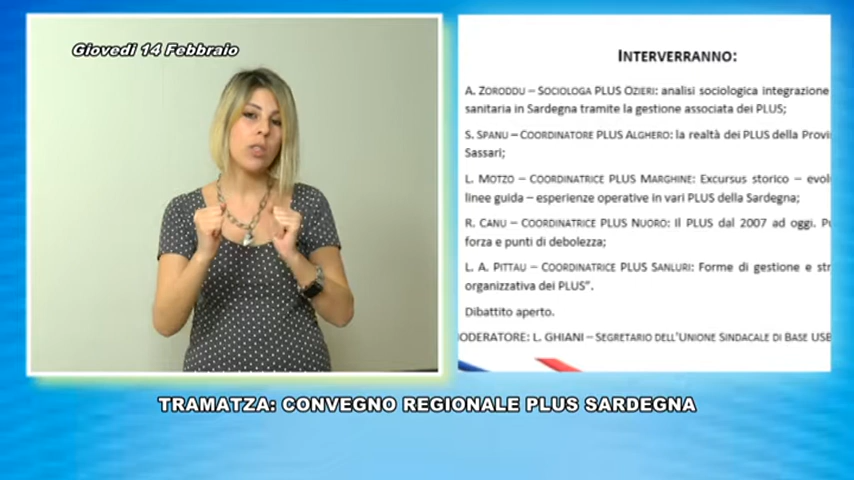 Giovedì 14 Febbraio
INTERVERRANNO:
A. ZORODDU – SOCIOLOGA PLUS OZIERI: analisi sociologica integrazione
sanitaria in Sardegna tramite la gestione associata dei PLUS;
S. SPANU – COORDINATORE PLUS ALGHERO: la realtà dei PLUS della Provi
Sassari;
L. MOTZO – COORDINATRICE PLUS MARGHINE: Excursus storico – evolu
linee guida – esperienze operative in vari PLUS della Sardegna;
R. CANU – COORDINATRICE PLUS NUORO: Il PLUS dal 2007 ad oggi. Pu
forza e punti di debolezza;
L. A. PITTAU – COORDINATRICE PLUS SANLURI: Forme di gestione e str
organizzativa dei PLUS”.
Dibattito aperto.
MODERATORE: L. GHIANI – SEGRETARIO DELL'UNIONE SINDACALE DI BASE USB
TRAMATZA: CONVEGNO REGIONALE PLUS SARDEGNA